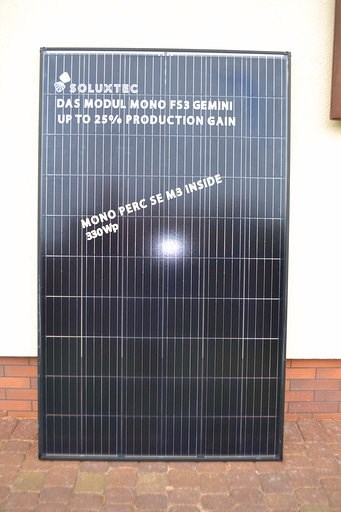 SOLUXTEC
DAS MODUL MONO FS3 GEMINI
UP TO 25% PRODUCTION GAIN
MONO PERC SE M3 INSIDE
330Wp